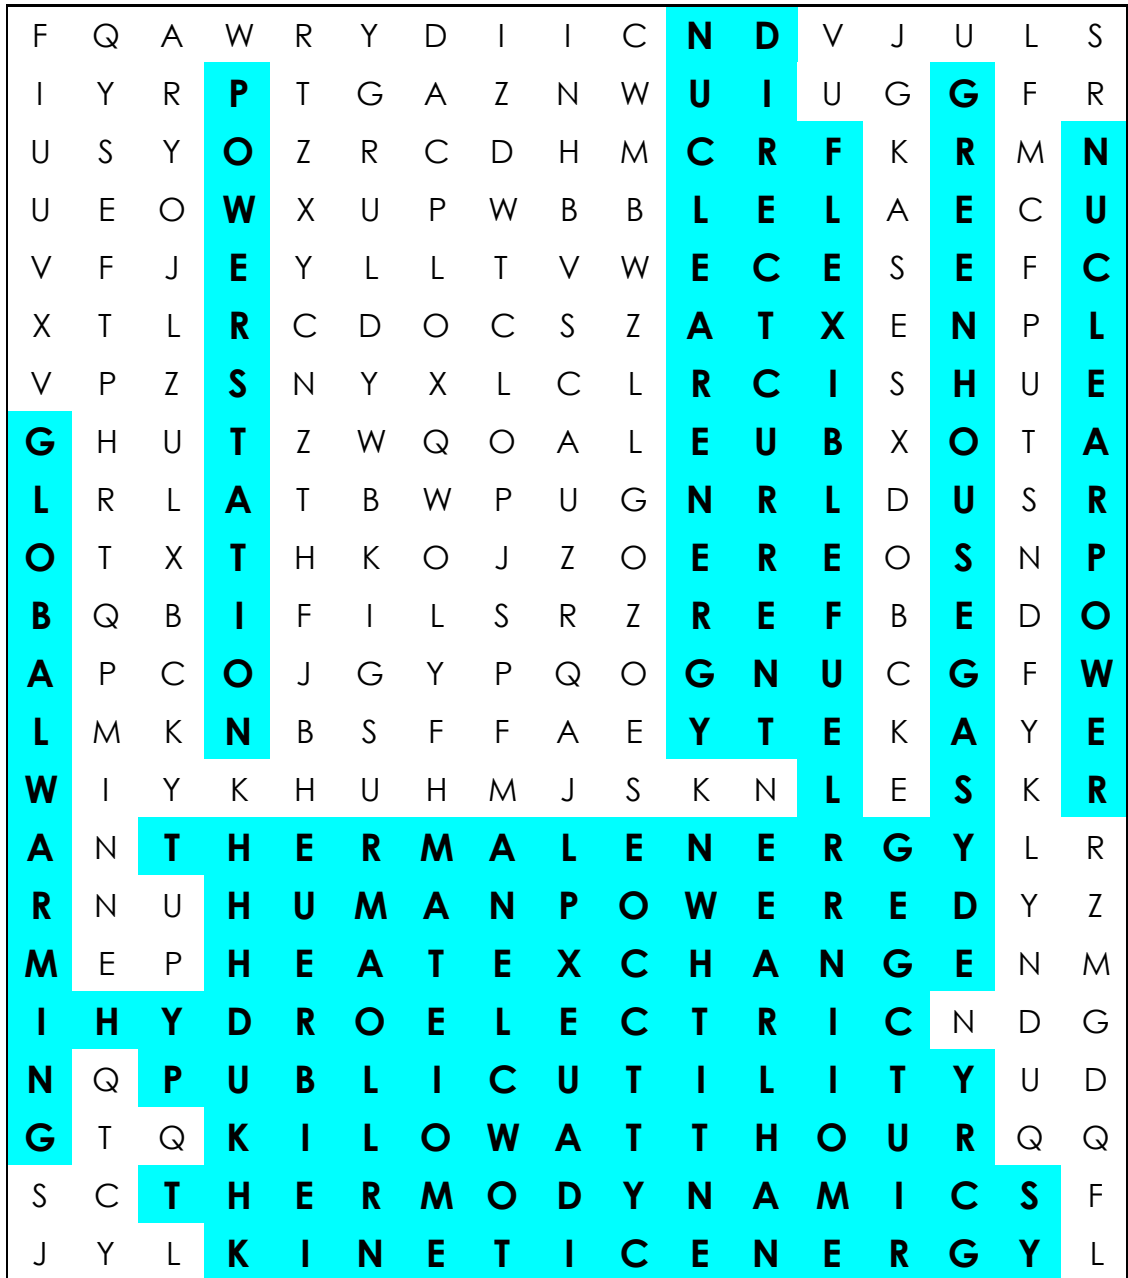 F Q A W R Y D I I C N D V J U L S
I Y R P T G A Z N W U I U G G F R
U S Y O Z R C D H M C R F K R M N
U E O W X U P W B B L E L A E C U
V F J E Y L L T V W E C E S E F C
X T L R C D O C S Z A T X E N P L
V P Z S N Y X L C L R C I S H U E
G H U T Z W Q O A L E U B X O T A
L R L A T B W P U G N R L D U S R
O T X T H K O J Z O E R E O S N P
B Q B I F I L S R Z R E F B E D O
A P C O J G Y P Q O G N U C G F W
L M K N B S F F A E Y T E K A Y E
W I Y K H U H M J S K N L E S K R
A N T H E R M A L E N E R G Y L R
R N U H U M A N P O W E R E D Y Z
M E P H E A T E X C H A N G E N M
I H Y D R O E L E C T R I C N D G
N Q P U B L I C U T I L I T Y U D
G T Q K I L O W A T T H O U R Q Q
S C T H E R M O D Y N A M I C S F
J Y L K I N E T I C E N E R G Y L